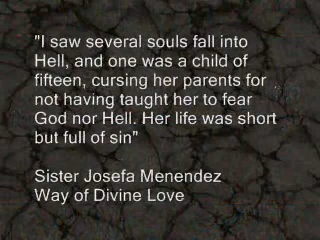 "I saw several souls fall into
Hell, and one was a child of
fifteen, cursing her parents for
not having taught her to fear
God nor Hell. Her life was short
but full of sin"
Sister Josefa Menendez
Way of Divine Love